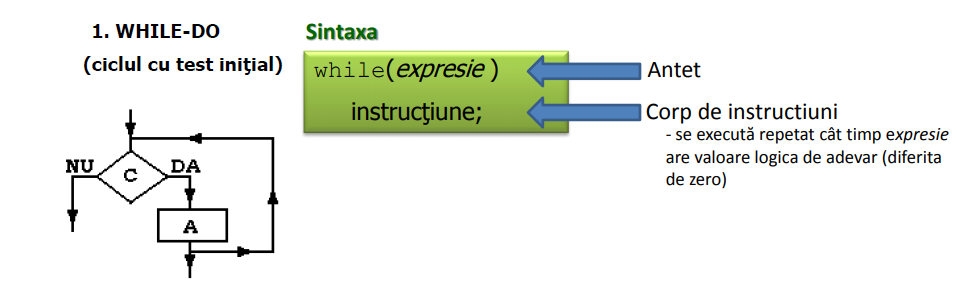 1. WHILE-DO
(ciclul cu test iniţial)
Sintaxa
while(expresie )
instrucţiune;
Antet
Corp de instructiuni
- se execută repetat cât timp expresie
are valoare logica de adevar (diferita
de zero)
NU
C
DA
A